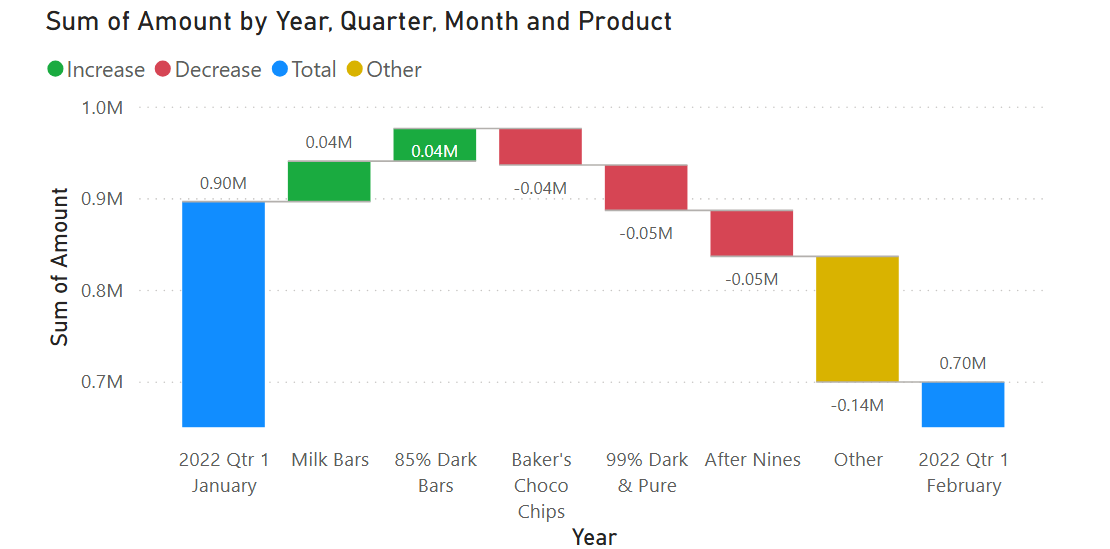 Sum of Amount by Year, Quarter, Month and Product
Increase Decrease Total Other
1.0M
0.9M
0.8M
0.7M
Sum of Amount
0.90M
0.04M
0.04M
-0.04M
-0.05M
-0.05M
-0.14M
0.70M
2022 Qtr 1
January
Milk Bars
85% Dark
Bars
Baker's
Choco
Chips
99% Dark
& Pure
After Nines
Other
2022 Qtr 1
February
Year